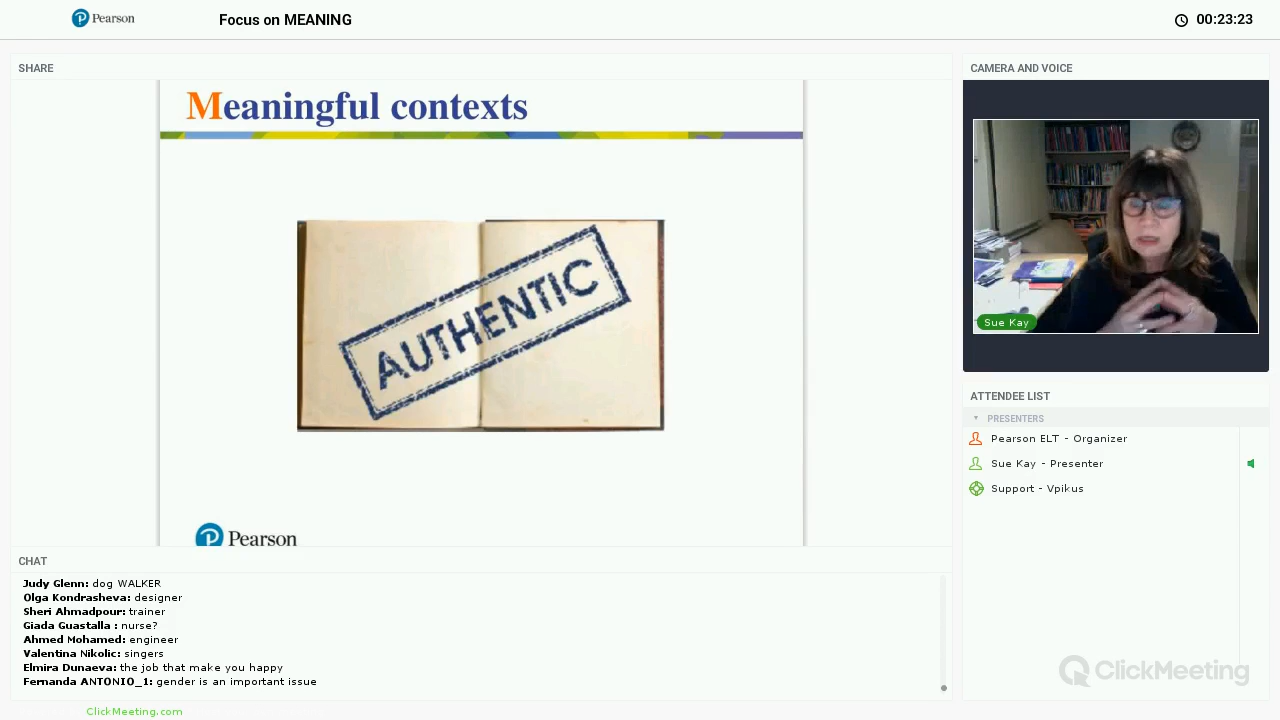 Pearson
Focus on MEANING
00:23:23
SHARE
Meaningful contexts
AUTHENTIC
Pearson
CAMERA AND VOICE
Sue Kay
ATTENDEE LIST
PRESENTERS
Pearson ELT - Organizer
Sue Kay - Presenter
Support - Vpikus
CHAT
Judy Glenn: dog WALKER
Olga Kondrasheva: designer
Sheri Ahmadpour: trainer
Giada Guastalla : nurse?
Ahmed Mohamed: engineer
Valentina Nikolic: singers
Elmira Dunaeva: the job that make you happy
Fernanda ANTONIO_1: gender is an important issue
ClickMeeting
ClickMeeting.com